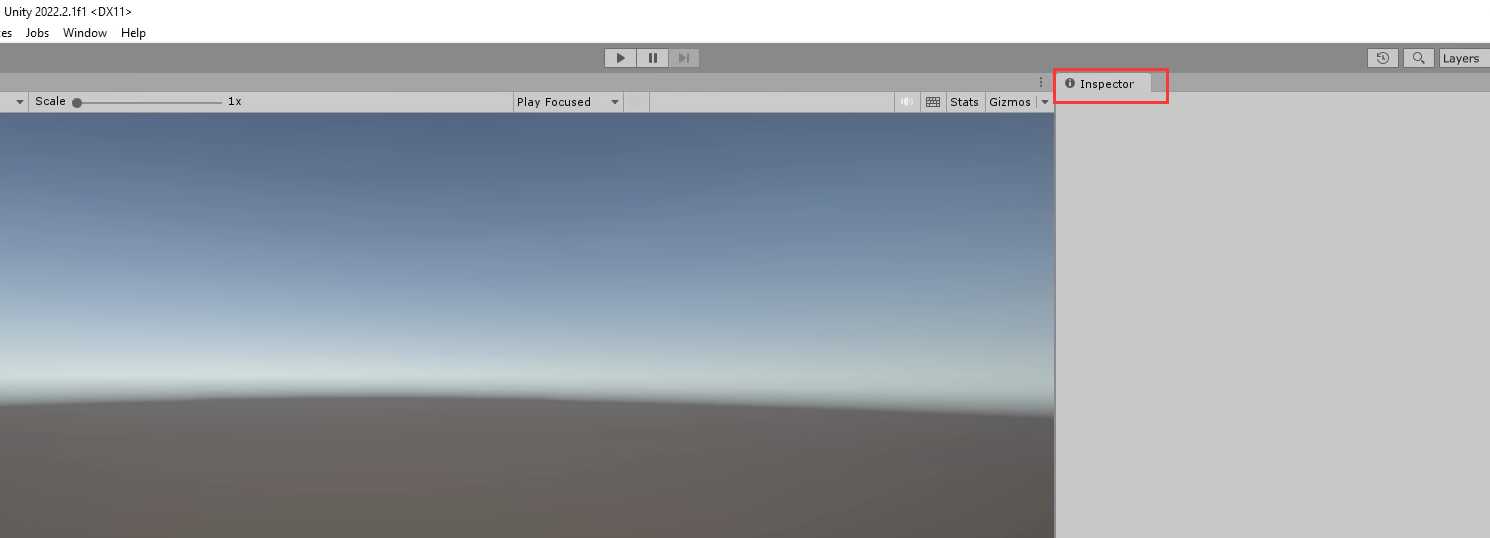 Unity 2022.2.1f1 <DX11>
es Jobs Window Help
Layers
Inspector
Scale 1x Play Focused Stats Gizmos